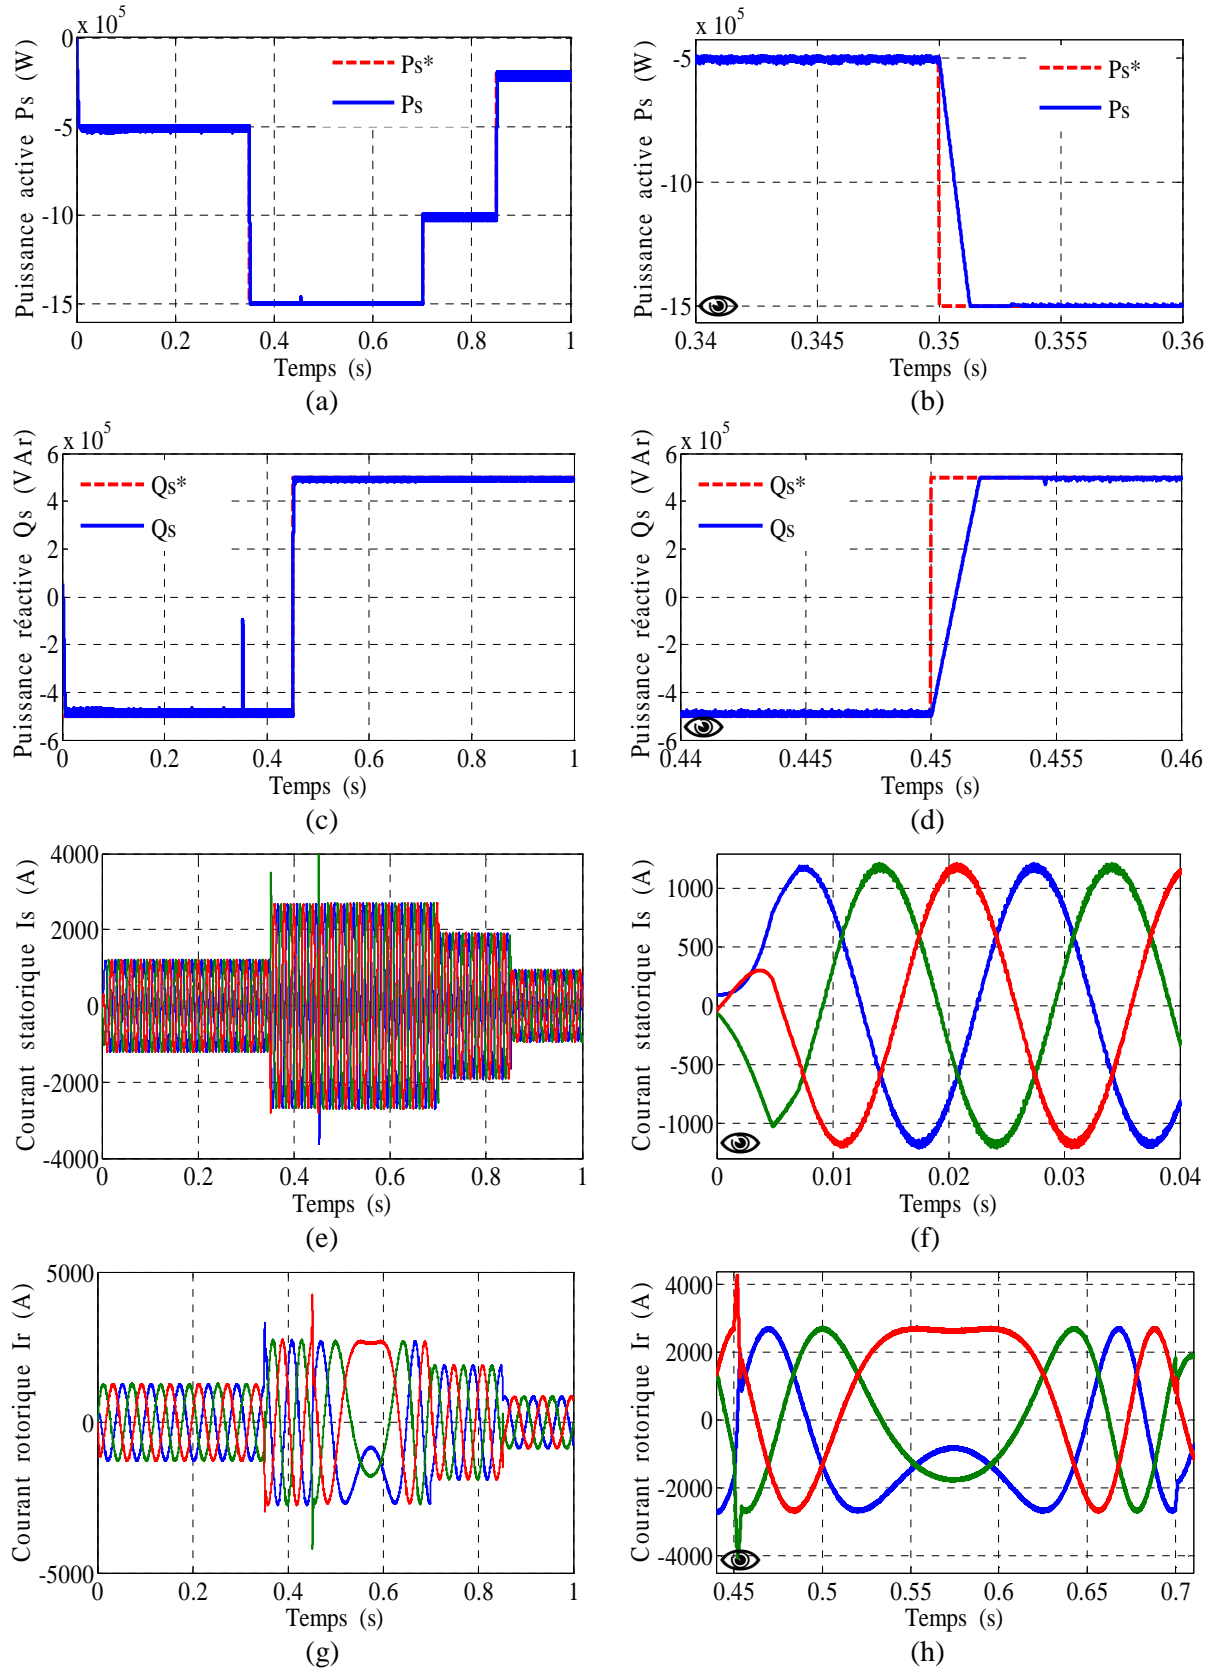 x 10⁵
0
-5
-10
-15
Puissance active Ps (W)
Ps*
Ps
0 0.2 0.4 0.6 0.8 1
Temps (s)
(a)
x 10⁵
-5
-10
-15
Puissance active Ps (W)
Ps*
Ps
0.34 0.345 0.35 0.355 0.36
Temps (s)
(b)
x 10⁵
6
4
2
0
-2
-4
-6
Puissance réactive Qs (VAr)
Qs*
Qs
0 0.2 0.4 0.6 0.8 1
Temps (s)
(c)
x 10⁵
6
4
2
0
-2
-4
-6
Puissance réactive Qs (VAr)
Qs*
Qs
0.44 0.445 0.45 0.455 0.46
Temps (s)
(d)
4000
2000
0
-2000
-4000
Courant statorique Is (A)
0 0.2 0.4 0.6 0.8 1
Temps (s)
(e)
1000
500
0
-500
-1000
Courant statorique Is (A)
0 0.01 0.02 0.03 0.04
Temps (s)
(f)
5000
0
-5000
Courant rotorique Ir (A)
0 0.2 0.4 0.6 0.8 1
Temps (s)
(g)
4000
2000
0
-2000
-4000
Courant rotorique Ir (A)
0.45 0.5 0.55 0.6 0.65 0.7
Temps (s)
(h)